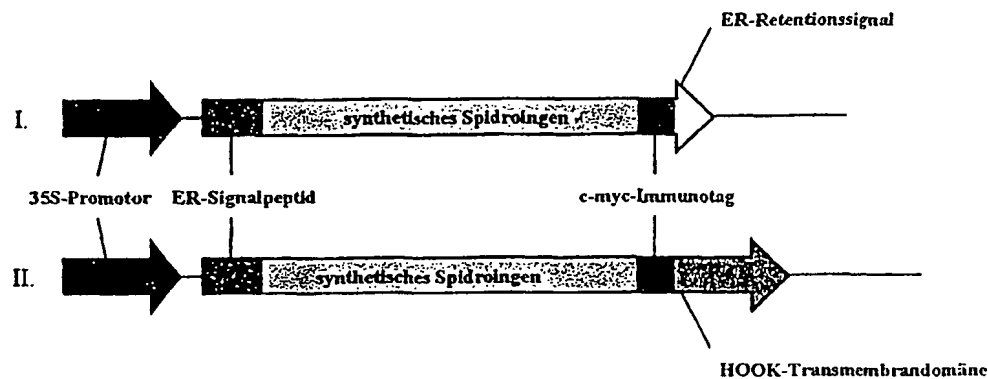 ER-Retentionssignal
I.
synthetisches Spidroingen
35S-Promotor
ER-Signalpeptid
c-myc-Immunotag
II.
synthetisches Spidroingen
HOOK-Transmembrandomäne